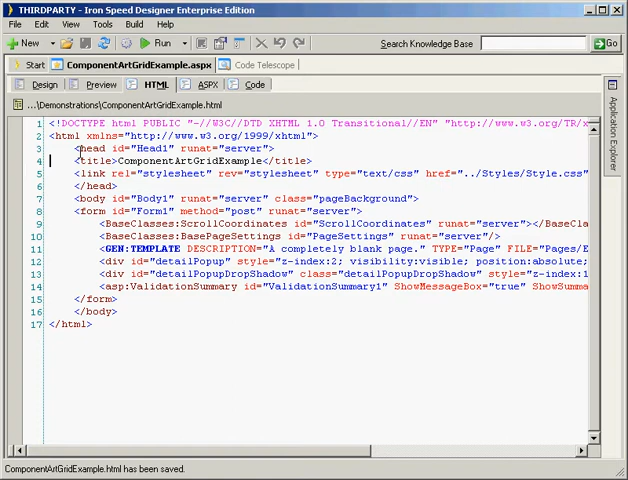 THIRDPARTY - Iron Speed Designer Enterprise Edition
File Edit View Tools Build Help
New Run Search Knowledge Base Go
Start ComponentArtGridExample.aspx Code Telescope
Design Preview HTML ASPX Code
...\Demonstrations\ComponentArtGridExample.html
Application Explorer
1 <!DOCTYPE html PUBLIC "-//W3C//DTD XHTML 1.0 Transitional//EN" "http://www.w3.org/TR/x
2 <html xmlns="http://www.w3.org/1999/xhtml">
3 <head id="Head1" runat="server">
4 <title>ComponentArtGridExample</title>
5 <link rel="stylesheet" rev="stylesheet" type="text/css" href="../Styles/Style.css"
6 </head>
7 <body id="Body1" runat="server" class="pageBackground">
8 <form id="Form1" method="post" runat="server">
9 <BaseClasses:ScrollCoordinates id="ScrollCoordinates" runat="server"></BaseCla
10 <BaseClasses:BasePageSettings id="PageSettings" runat="server"/>
11 <GEN:TEMPLATE DESCRIPTION="A completely blank page." TYPE="Page" FILE="Pages/E
12 <div id="detailPopup" style="z-index:2; visibility:visible; position:absolute;
13 <div id="detailPopupDropShadow" class="detailPopupDropShadow" style="z-index:1
14 <asp:ValidationSummary id="ValidationSummary1" ShowMessageBox="true" ShowSumma
15 </form>
16 </body>
17 </html>
ComponentArtGridExample.html has been saved.